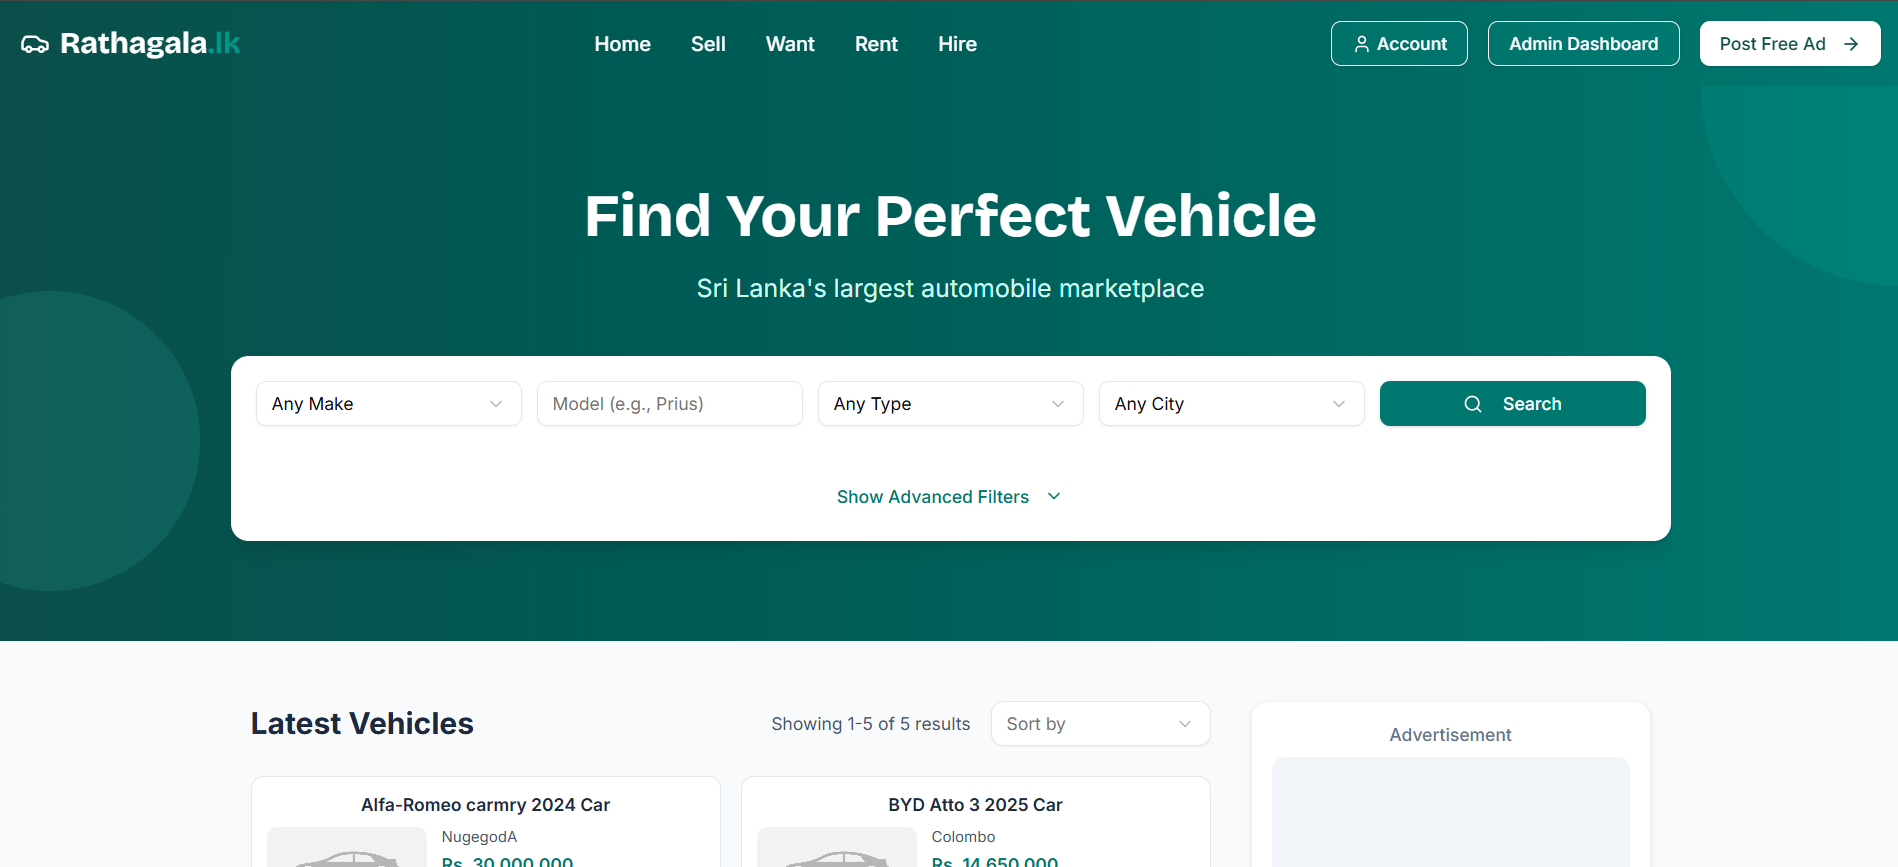 Rathagala.lk
Home Sell Want Rent Hire
Account
Admin Dashboard
Post Free Ad
Find Your Perfect Vehicle
Sri Lanka's largest automobile marketplace
Any Make
Model (e.g., Prius)
Any Type
Any City
Search
Show Advanced Filters
Latest Vehicles
Showing 1-5 of 5 results
Sort by
Advertisement
Alfa-Romeo carmry 2024 Car
NugegodA
Rs. 30,000,000
BYD Atto 3 2025 Car
Colombo
Rs. 14,650,000